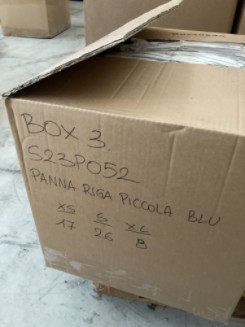 BOX 3.
S23P052
PANNA RIGA PICCOLA BLU
XS S XL
17 26 8